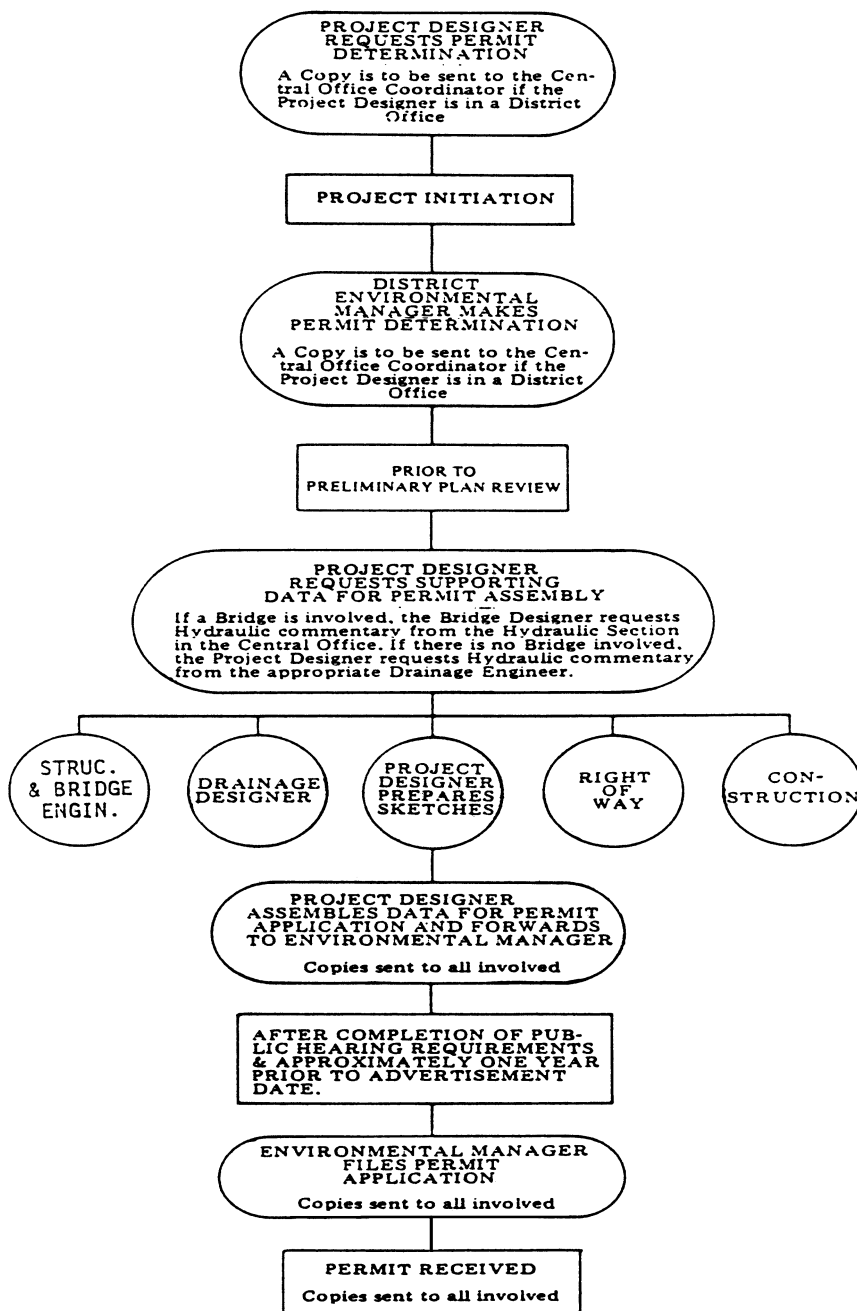 PROJECT DESIGNER
REQUESTS PERMIT
DETERMINATION
A Copy is to be sent to the Cen-
tral Office Coordinator if the
Project Designer is in a District
Office
PROJECT INITIATION
DISTRICT
ENVIRONMENTAL
MANAGER MAKES
PERMIT DETERMINATION
A Copy is to be sent to the Cen-
tral Office Coordinator if the
Project Designer is in a District
Office
PRIOR TO
PRELIMINARY PLAN REVIEW
PROJECT DESIGNER
REQUESTS SUPPORTING
DATA FOR PERMIT ASSEMBLY
If a Bridge is involved, the Bridge Designer requests
Hydraulic commentary from the Hydraulic Section
in the Central Office. If there is no Bridge involved,
the Project Designer requests Hydraulic commentary
from the appropriate Drainage Engineer.
STRUC.
& BRIDGE
ENGIN.
DRAINAGE
DESIGNER
PROJECT
DESIGNER
PREPARES
SKETCHES
RIGHT
OF
WAY
CON-
STRUCTION
PROJECT DESIGNER
ASSEMBLES DATA FOR PERMIT
APPLICATION AND FORWARDS
TO ENVIRONMENTAL MANAGER
Copies sent to all involved
AFTER COMPLETION OF PUB-
LIC HEARING REQUIREMENTS
& APPROXIMATELY ONE YEAR
PRIOR TO ADVERTISEMENT
DATE.
ENVIRONMENTAL MANAGER
FILES PERMIT
APPLICATION
Copies sent to all involved
PERMIT RECEIVED
Copies sent to all involved